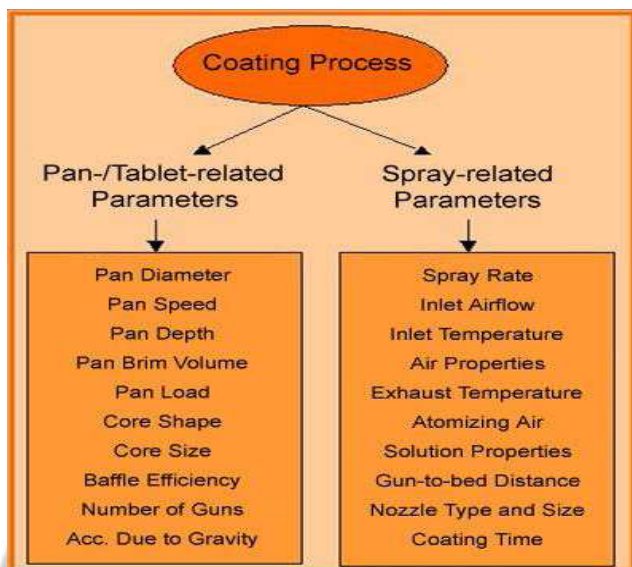 Coating Process
Pan-/Tablet-related
Parameters
Pan Diameter
Pan Speed
Pan Depth
Pan Brim Volume
Pan Load
Core Shape
Core Size
Baffle Efficiency
Number of Guns
Acc. Due to Gravity
Spray-related
Parameters
Spray Rate
Inlet Airflow
Inlet Temperature
Air Properties
Exhaust Temperature
Atomizing Air
Solution Properties
Gun-to-bed Distance
Nozzle Type and Size
Coating Time